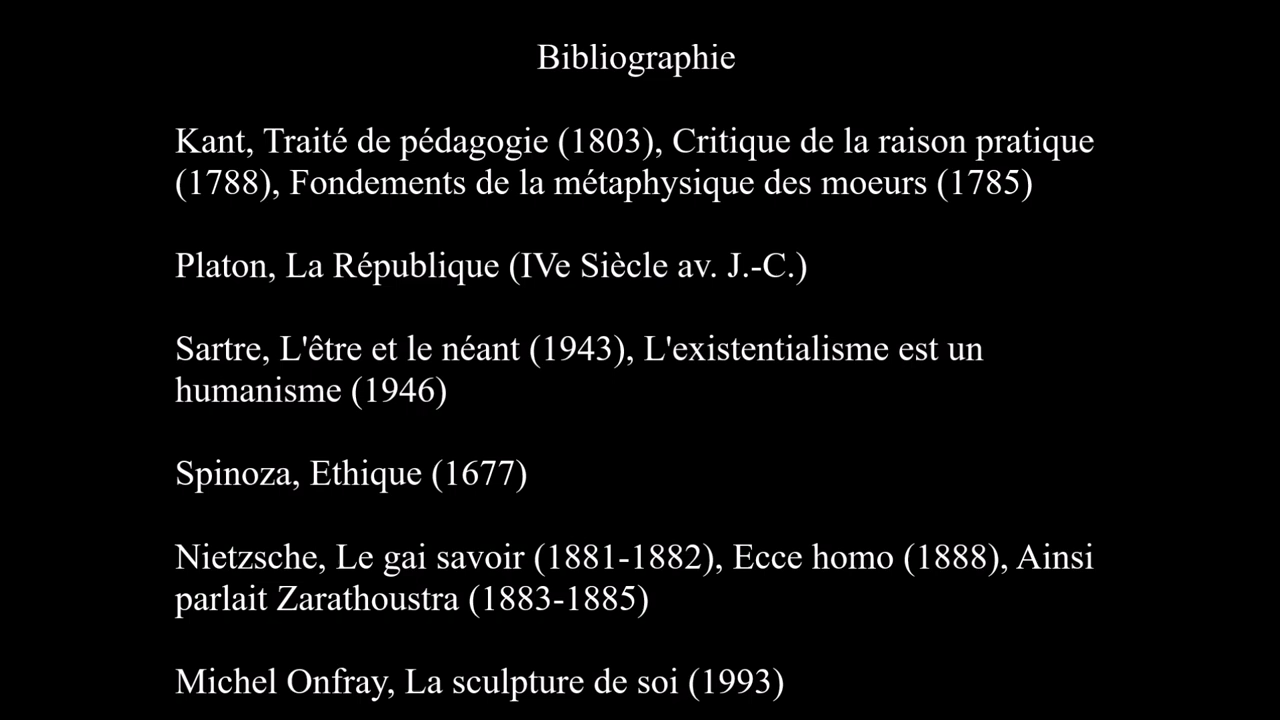 Bibliographie
Kant, Traité de pédagogie (1803), Critique de la raison pratique
(1788), Fondements de la métaphysique des moeurs (1785)
Platon, La République (IVe Siècle av. J.-C.)
Sartre, L'être et le néant (1943), L'existentialisme est un
humanisme (1946)
Spinoza, Ethique (1677)
Nietzsche, Le gai savoir (1881-1882), Ecce homo (1888), Ainsi
parlait Zarathoustra (1883-1885)
Michel Onfray, La sculpture de soi (1993)